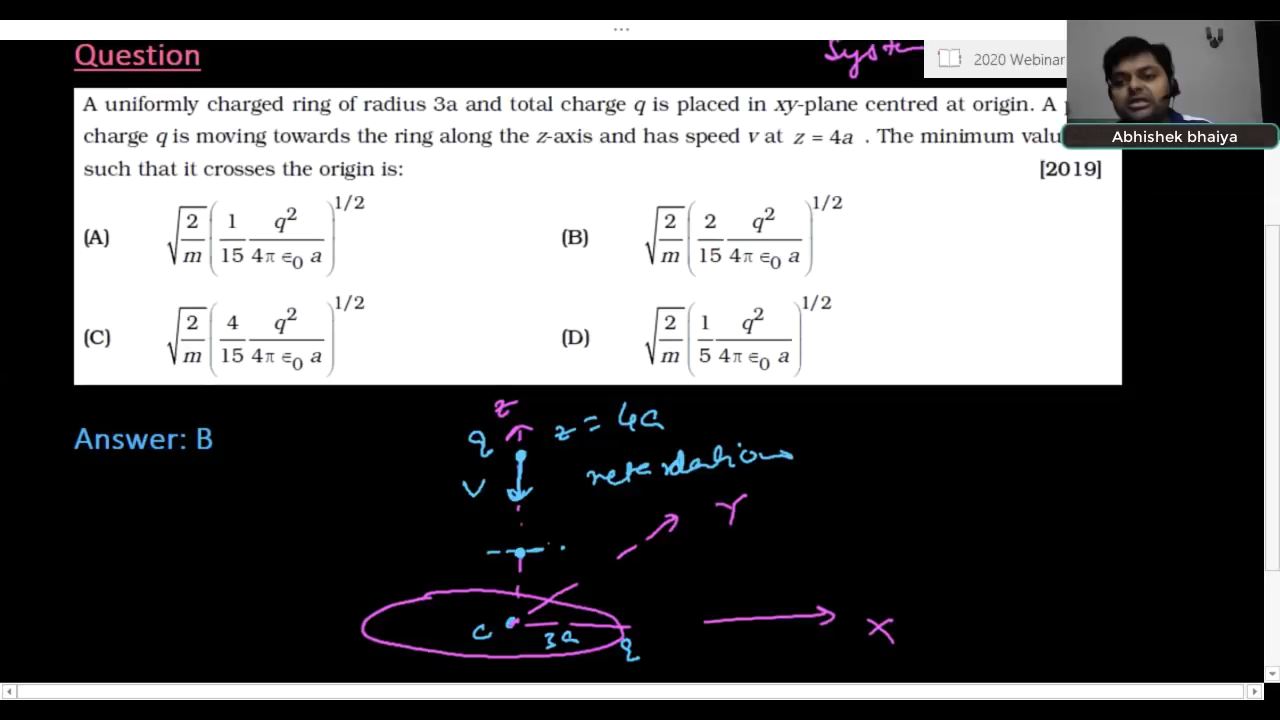 ...
Question
System
2020 Webinar
A uniformly charged ring of radius 3a and total charge q is placed in xy-plane centred at origin. A
charge q is moving towards the ring along the z-axis and has speed v at z = 4a . The minimum valu
such that it crosses the origin is: [2019]
(A) √(2/m) (1/15 q²/4π ∈₀ a)^1/2 (B) √(2/m) (2/15 q²/4π ∈₀ a)^1/2
(C) √(2/m) (4/15 q²/4π ∈₀ a)^1/2 (D) √(2/m) (1/5 q²/4π ∈₀ a)^1/2
Abhishek bhaiya
Answer: B
z
q z = 4a
V retardation
Y
C 3a q
X